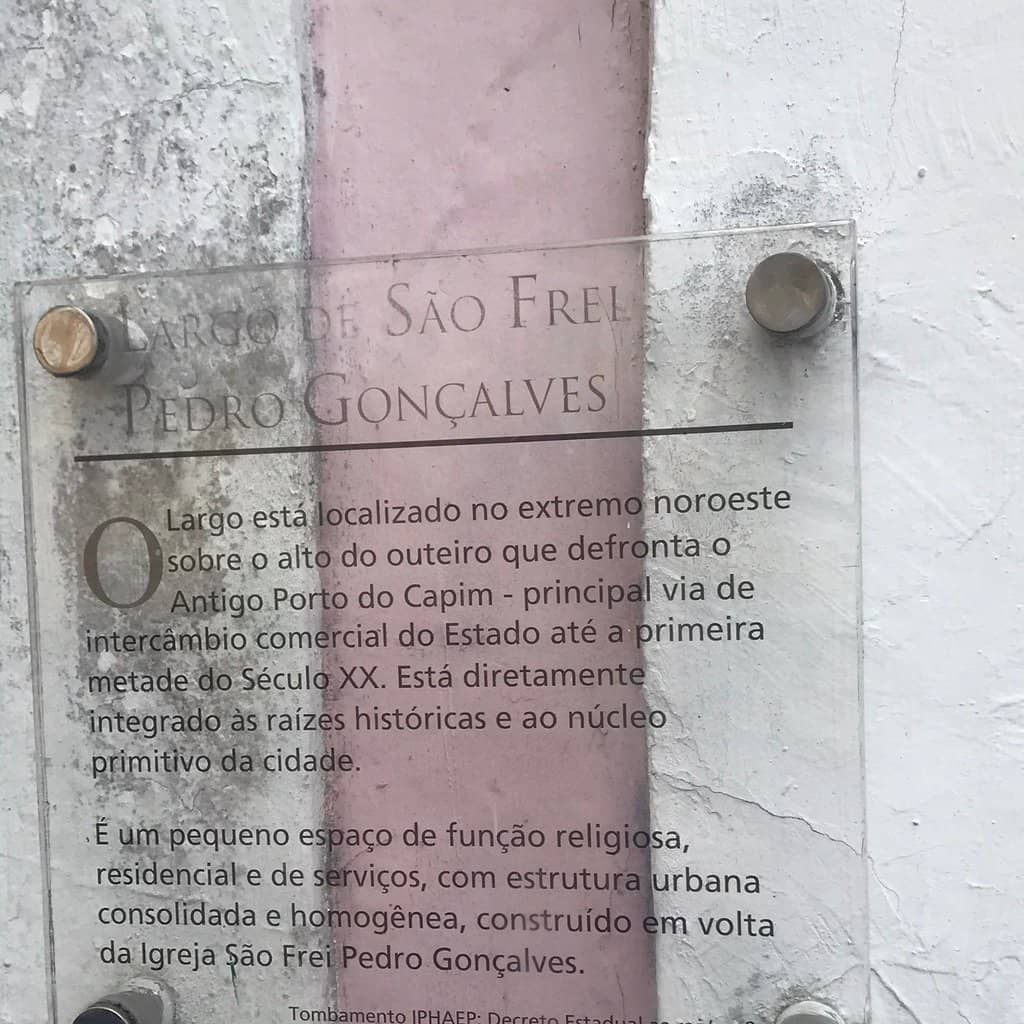 LARGO DE SÃO FREI
PEDRO GONÇALVES
O Largo está localizado no extremo noroeste
sobre o alto do outeiro que defronta o
Antigo Porto do Capim - principal via de
intercâmbio comercial do Estado até a primeira
metade do Século XX. Está diretamente
integrado às raízes históricas e ao núcleo
primitivo da cidade.
É um pequeno espaço de função religiosa,
residencial e de serviços, com estrutura urbana
consolidada e homogênea, construído em volta
da Igreja São Frei Pedro Gonçalves.
Tombamento IPHAEP: Decreto Estadual